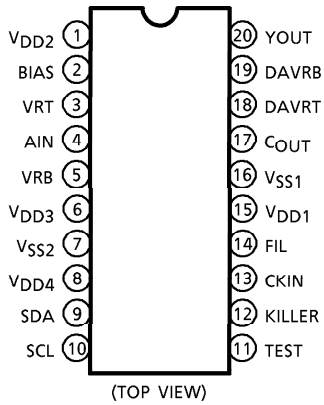 VDD2 1 20 YOUT
BIAS 2 19 DAVRB
VRT 3 18 DAVRT
AIN 4 17 COUT
VRB 5 16 VSS1
VDD3 6 15 VDD1
VSS2 7 14 FIL
VDD4 8 13 CKIN
SDA 9 12 KILLER
SCL 10 11 TEST
(TOP VIEW)